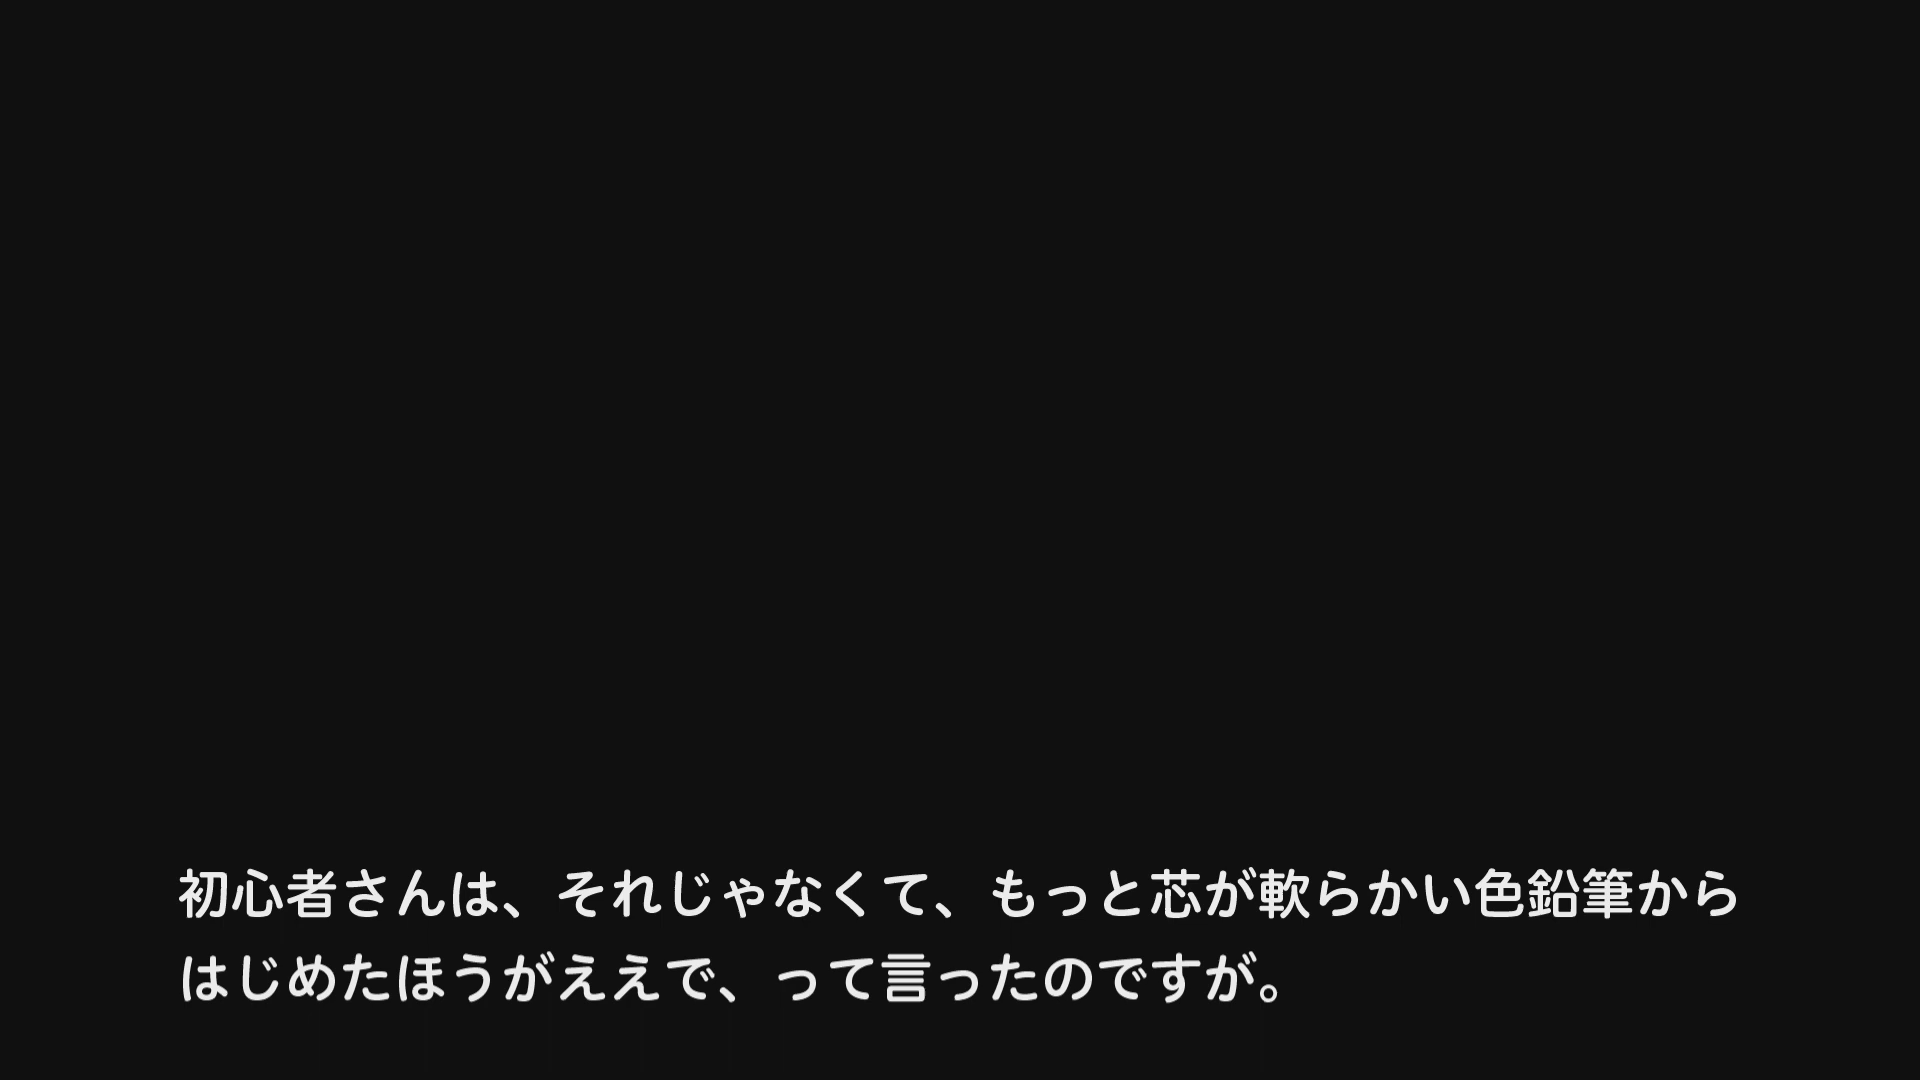 初心者さんは、それじゃなくて、もっと芯が軟らかい色鉛筆から
はじめたほうがええで、って言ったのですが。